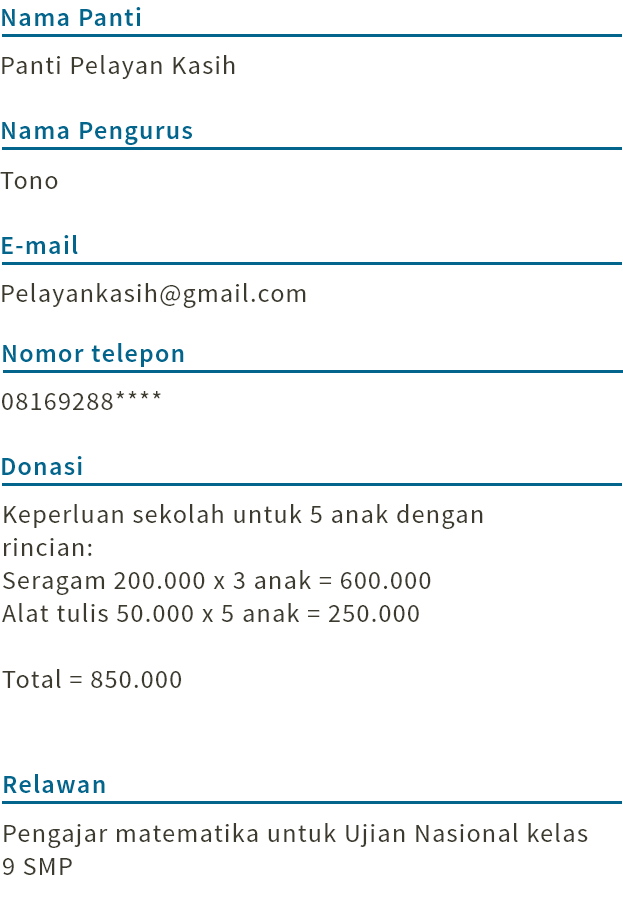 Nama Panti
Panti Pelayan Kasih
Nama Pengurus
Tono
E-mail
Pelayankasih@gmail.com
Nomor telepon
08169288****
Donasi
Keperluan sekolah untuk 5 anak dengan
rincian:
Seragam 200.000 x 3 anak = 600.000
Alat tulis 50.000 x 5 anak = 250.000
Total = 850.000
Relawan
Pengajar matematika untuk Ujian Nasional kelas
9 SMP